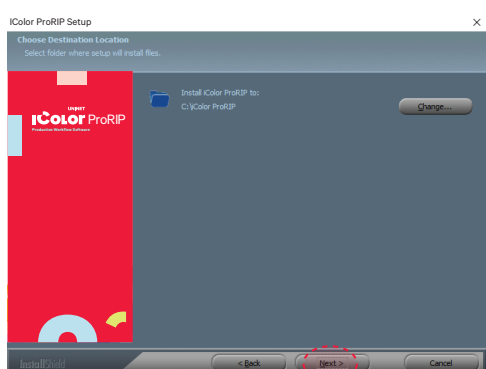 IColor ProRIP Setup
Choose Destination Location
Select folder where setup will install files.
UNINET
IColor ProRIP
Production Workflow Software
Install iColor ProRIP to:
C:\iColor ProRIP
Change...
InstallShield
< Back
Next >
Cancel